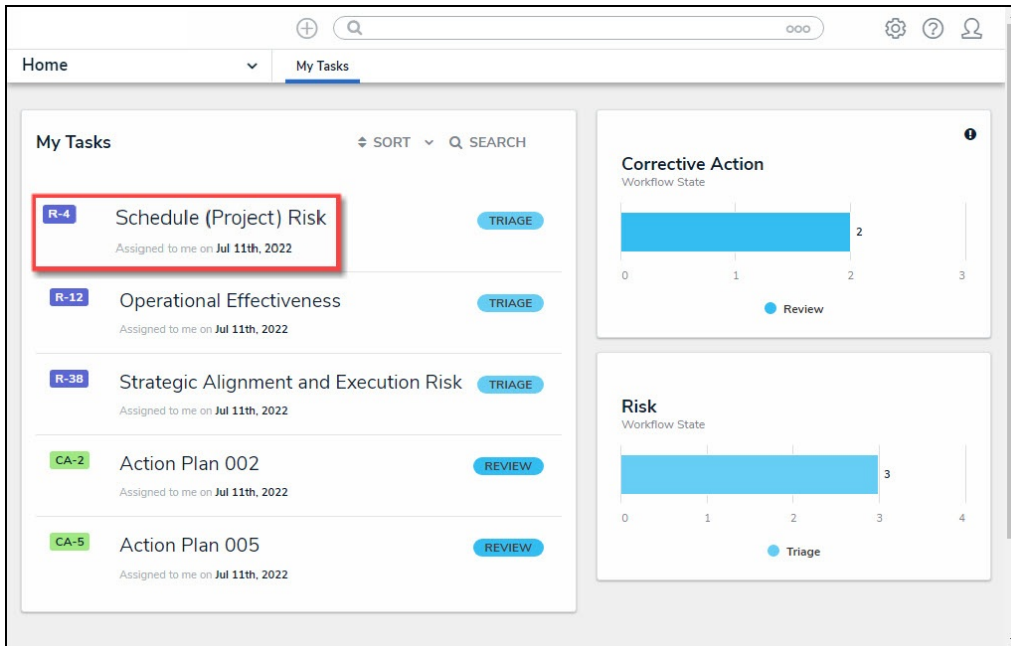 Home
My Tasks
My Tasks
SORT
SEARCH
R-4
Schedule (Project) Risk
TRIAGE
Assigned to me on Jul 11th, 2022
R-12
Operational Effectiveness
TRIAGE
Assigned to me on Jul 11th, 2022
R-38
Strategic Alignment and Execution Risk
TRIAGE
Assigned to me on Jul 11th, 2022
CA-2
Action Plan 002
REVIEW
Assigned to me on Jul 11th, 2022
CA-5
Action Plan 005
REVIEW
Assigned to me on Jul 11th, 2022
Corrective Action
Workflow State
2
0 1 2 3
Review
Risk
Workflow State
3
0 1 2 3 4
Triage